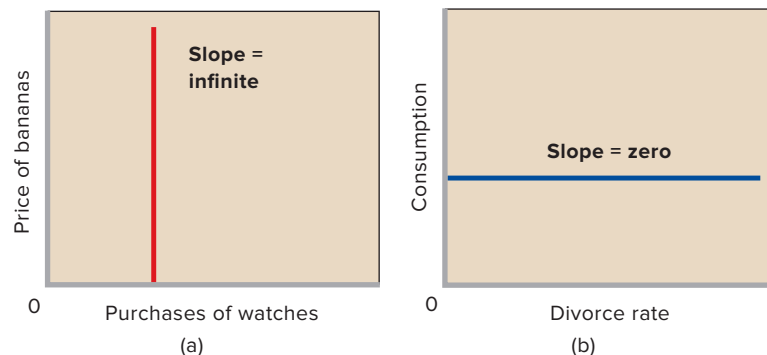 Price of bananas
Slope =
infinite
0
Purchases of watches
(a)
Consumption
Slope = zero
0
Divorce rate
(b)